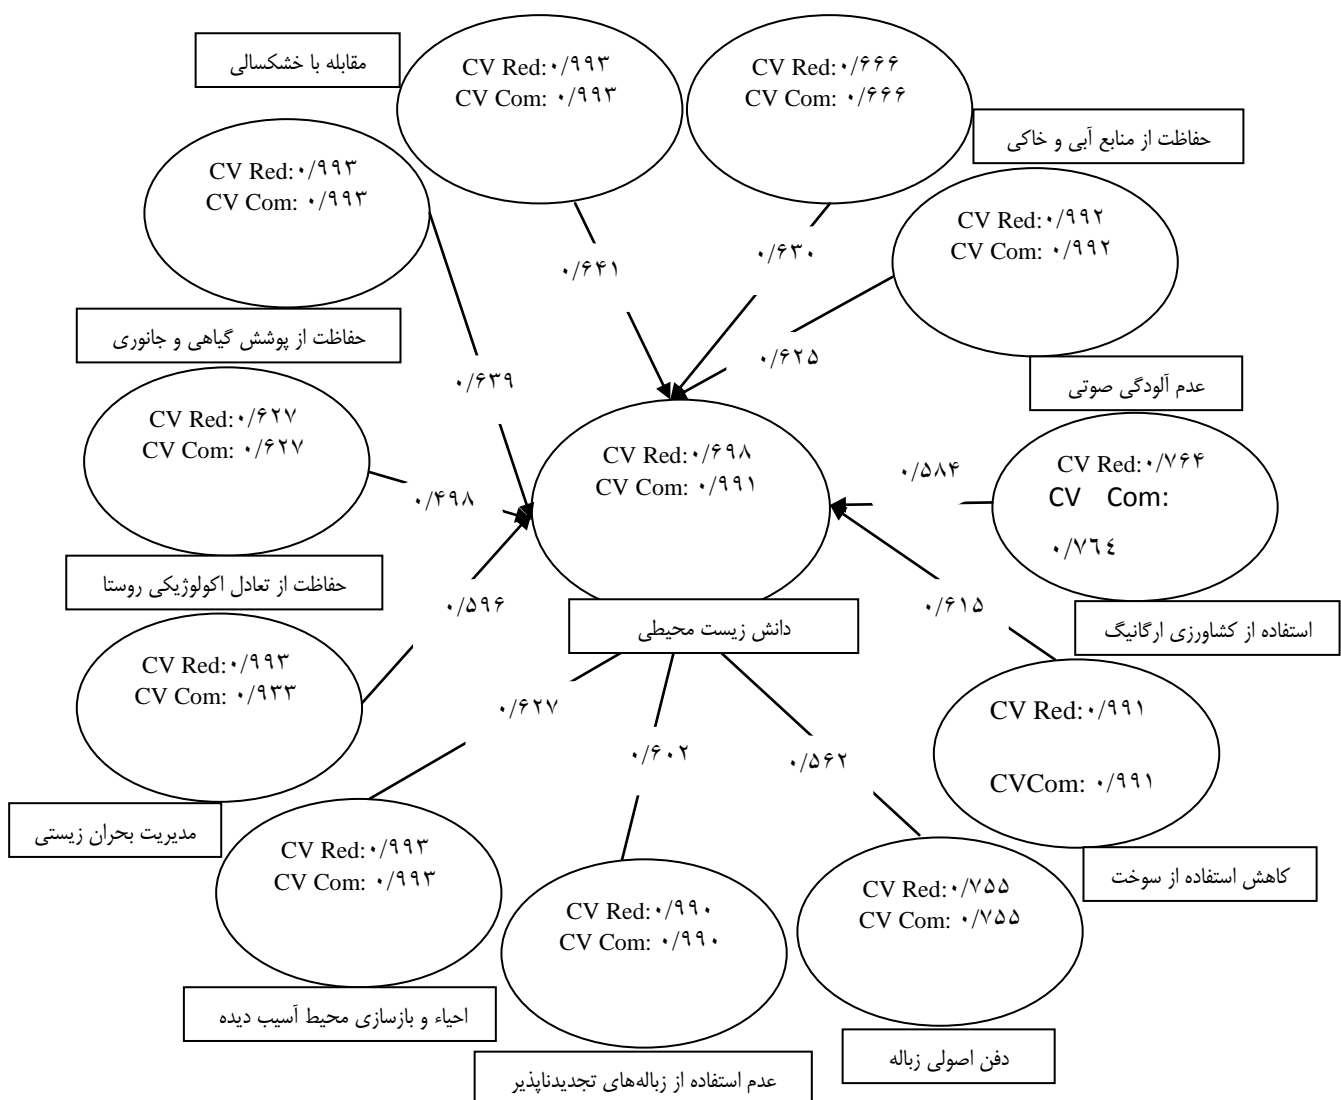 مقابله با خشکسالی
CV Red:۰/۹۹۳
CV Com: ۰/۹۹۳
CV Red:۰/۶۶۶
CV Com: ۰/۶۶۶
حفاظت از منابع آبی و خاکی
CV Red:۰/۹۹۳
CV Com: ۰/۹۹۳
CV Red:۰/۹۹۲
CV Com: ۰/۹۹۲
۰/۶۴۱
۰/۶۳۰
حفاظت از پوشش گیاهی و جانوری
۰/۶۳۹
۰/۶۲۵
عدم آلودگی صوتی
CV Red:۰/۶۲۷
CV Com: ۰/۶۲۷
CV Red:۰/۶۹۸
CV Com: ۰/۹۹۱
CV Red:۰/۷۶۴
CV Com:
۰/٧٦٤
۰/۴۹۸
۰/۵۸۴
حفاظت از تعادل اکولوژیکی روستا
۰/۵۹۶
۰/۶۱۵
دانش زیست محیطی
استفاده از کشاورزی ارگانیگ
CV Red:۰/۹۹۳
CV Com: ۰/۹۳۳
CV Red:۰/۹۹۱
CVCom: ۰/۹۹۱
۰/۶۲۷
۰/۶۰۲
۰/۵۶۲
مدیریت بحران زیستی
CV Red:۰/۹۹۳
CV Com: ۰/۹۹۳
CV Red:۰/۹۹۰
CV Com: ۰/۹۹۰
CV Red:۰/۷۵۵
CV Com: ۰/۷۵۵
کاهش استفاده از سوخت
احیاء و بازسازی محیط آسیب دیده
عدم استفاده از زباله‌های تجدیدناپذیر
دفن اصولی زباله